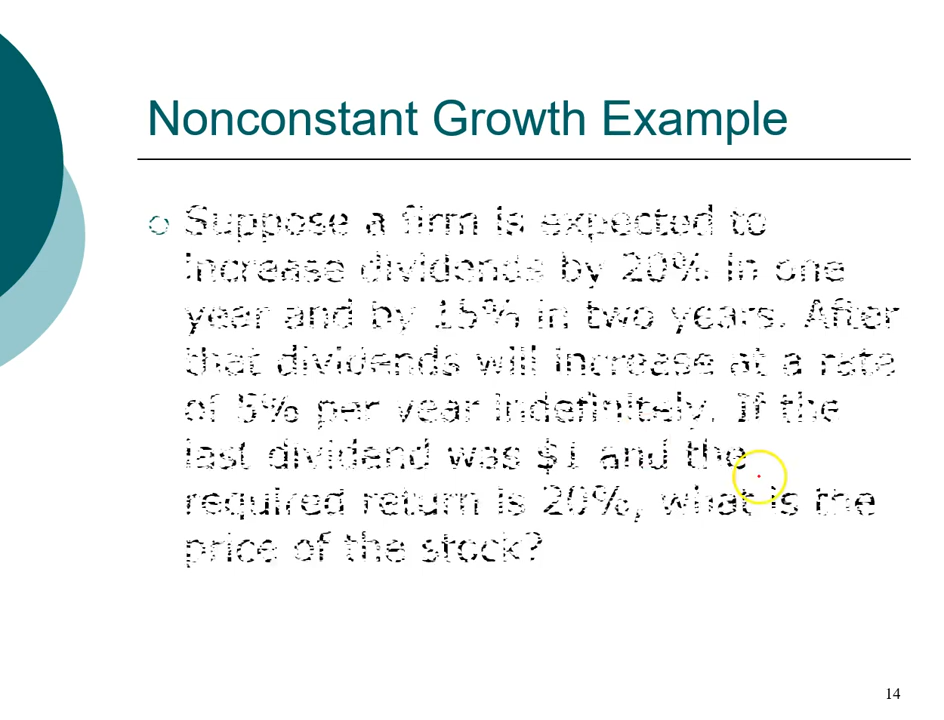 Nonconstant Growth Example
Suppose a firm is expected to
increase dividends by 20% in one
year and by 15% in two years. After
that dividends will increase at a rate
of 5% per year indefinitely. If the
last dividend was $1 and the
required return is 20%, what is the
price of the stock?
14